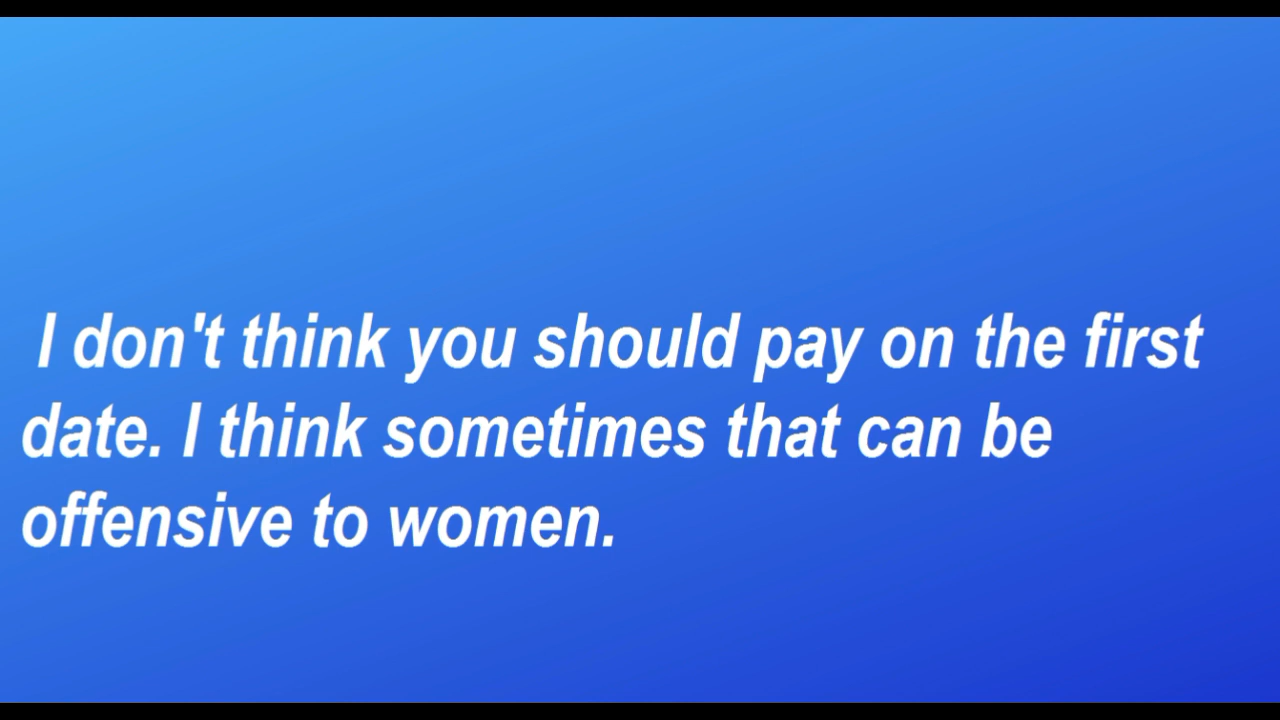 I don't think you should pay on the first
date. I think sometimes that can be
offensive to women.